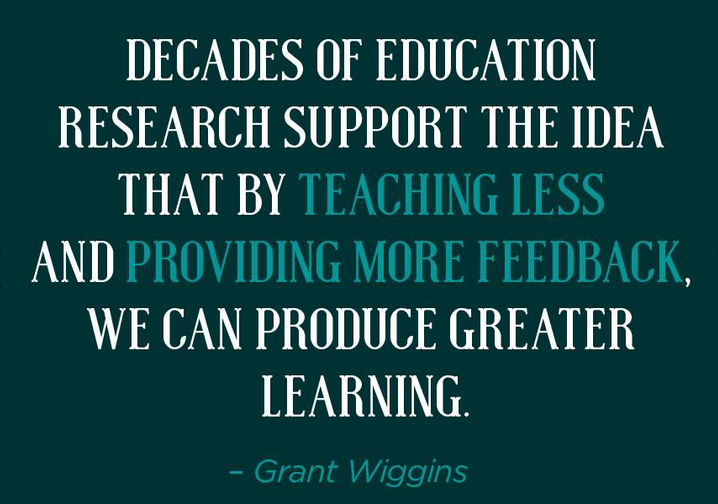 DECADES OF EDUCATION
RESEARCH SUPPORT THE IDEA
THAT BY TEACHING LESS
AND PROVIDING MORE FEEDBACK,
WE CAN PRODUCE GREATER
LEARNING.
– Grant Wiggins